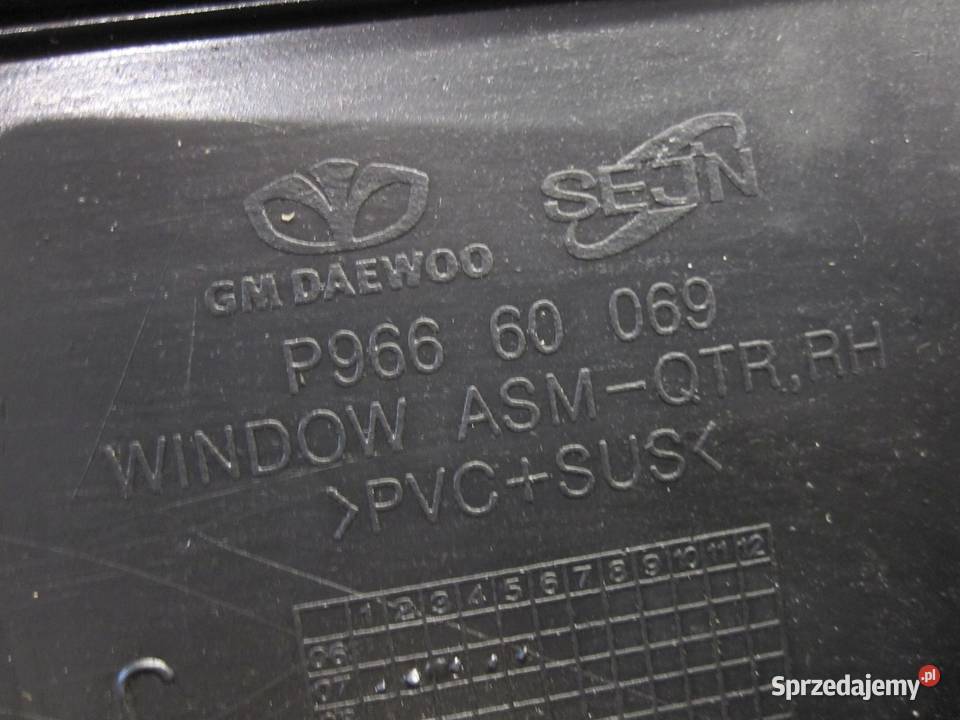 SEJN
GM DAEWOO
P966 60 069
WINDOW ASM-QTR,RH
>PVC+SUS<
1 2 3 4 5 6 7 8 9 10 11 12
06
07
Sprzedajemy.pl